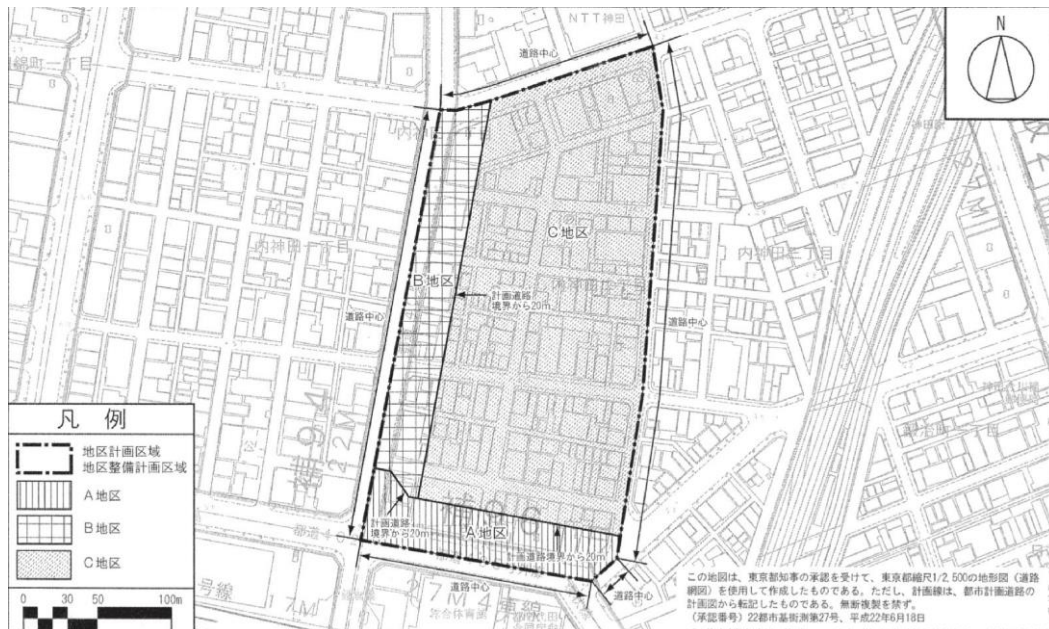 NTT神田
道路中心
N
内神田一丁目
C地区
内神田三丁目
B地区
計画道路
境界から20m
道路中心
道路中心
凡例
地区計画区域
地区整備計画区域
A地区
B地区
C地区
計画道路
境界から20m
A地区
計画道路境界から20m
道路中心
道路中心
0 30 50 100m
22M
号線
17M
27M
この地図は、東京都知事の承認を受けて、東京都縮尺1/2,500の地形図(道路
網図)を使用して作成したものである。ただし、計画線は、都市計画道路の
計画図から転記したものである。無断複製を禁ず。
(承認番号)22都市基街測第27号、平成22年6月18日